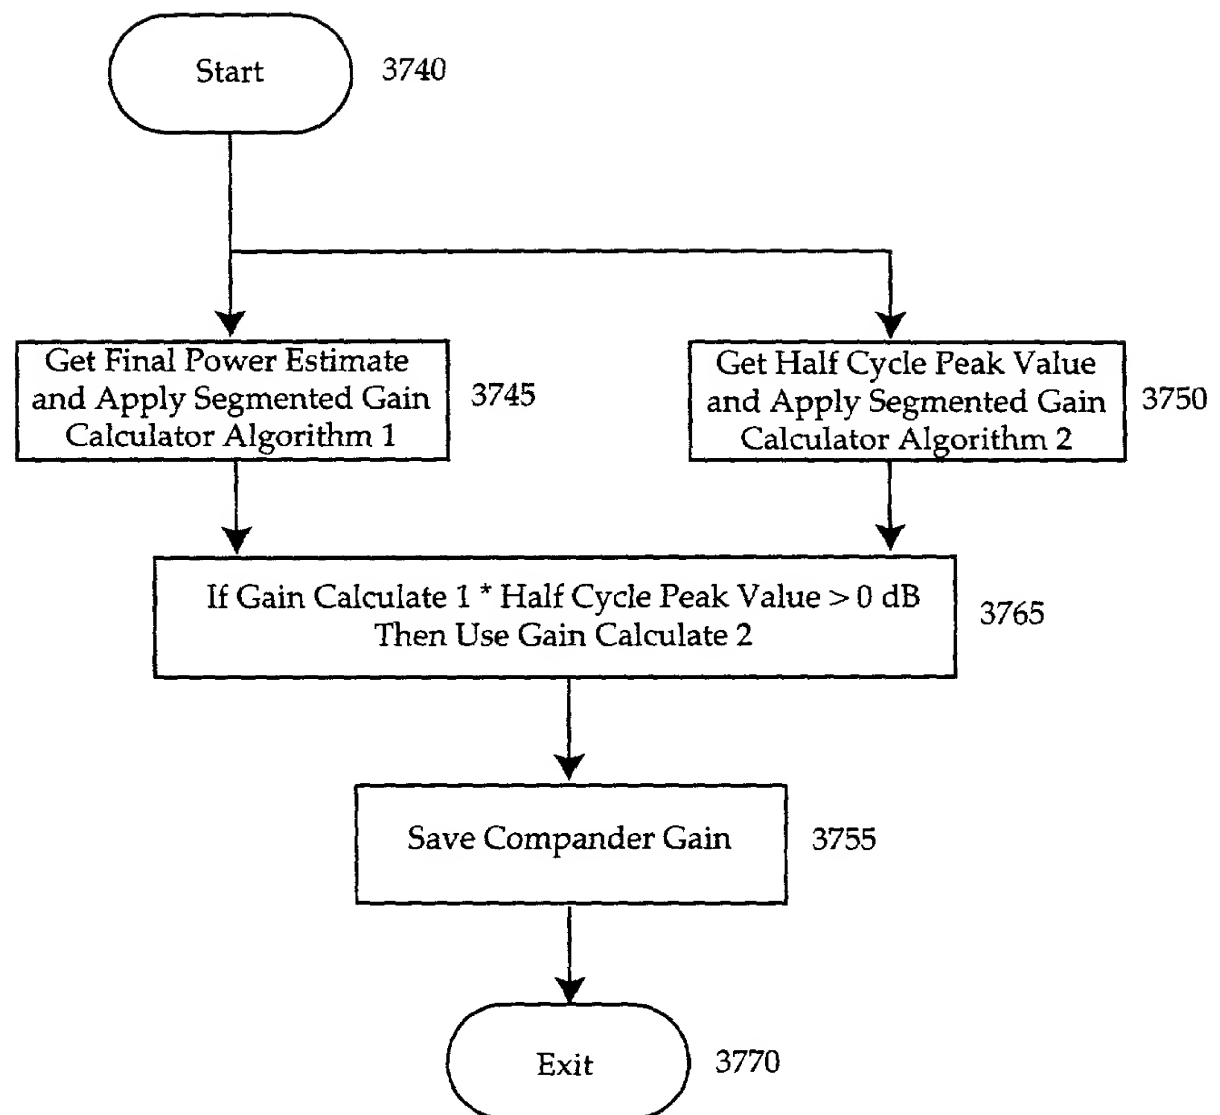 Start
3740
Get Final Power Estimate
and Apply Segmented Gain
Calculator Algorithm 1
3745
Get Half Cycle Peak Value
and Apply Segmented Gain
Calculator Algorithm 2
3750
If Gain Calculate 1 * Half Cycle Peak Value > 0 dB
Then Use Gain Calculate 2
3765
Save Compander Gain
3755
Exit
3770